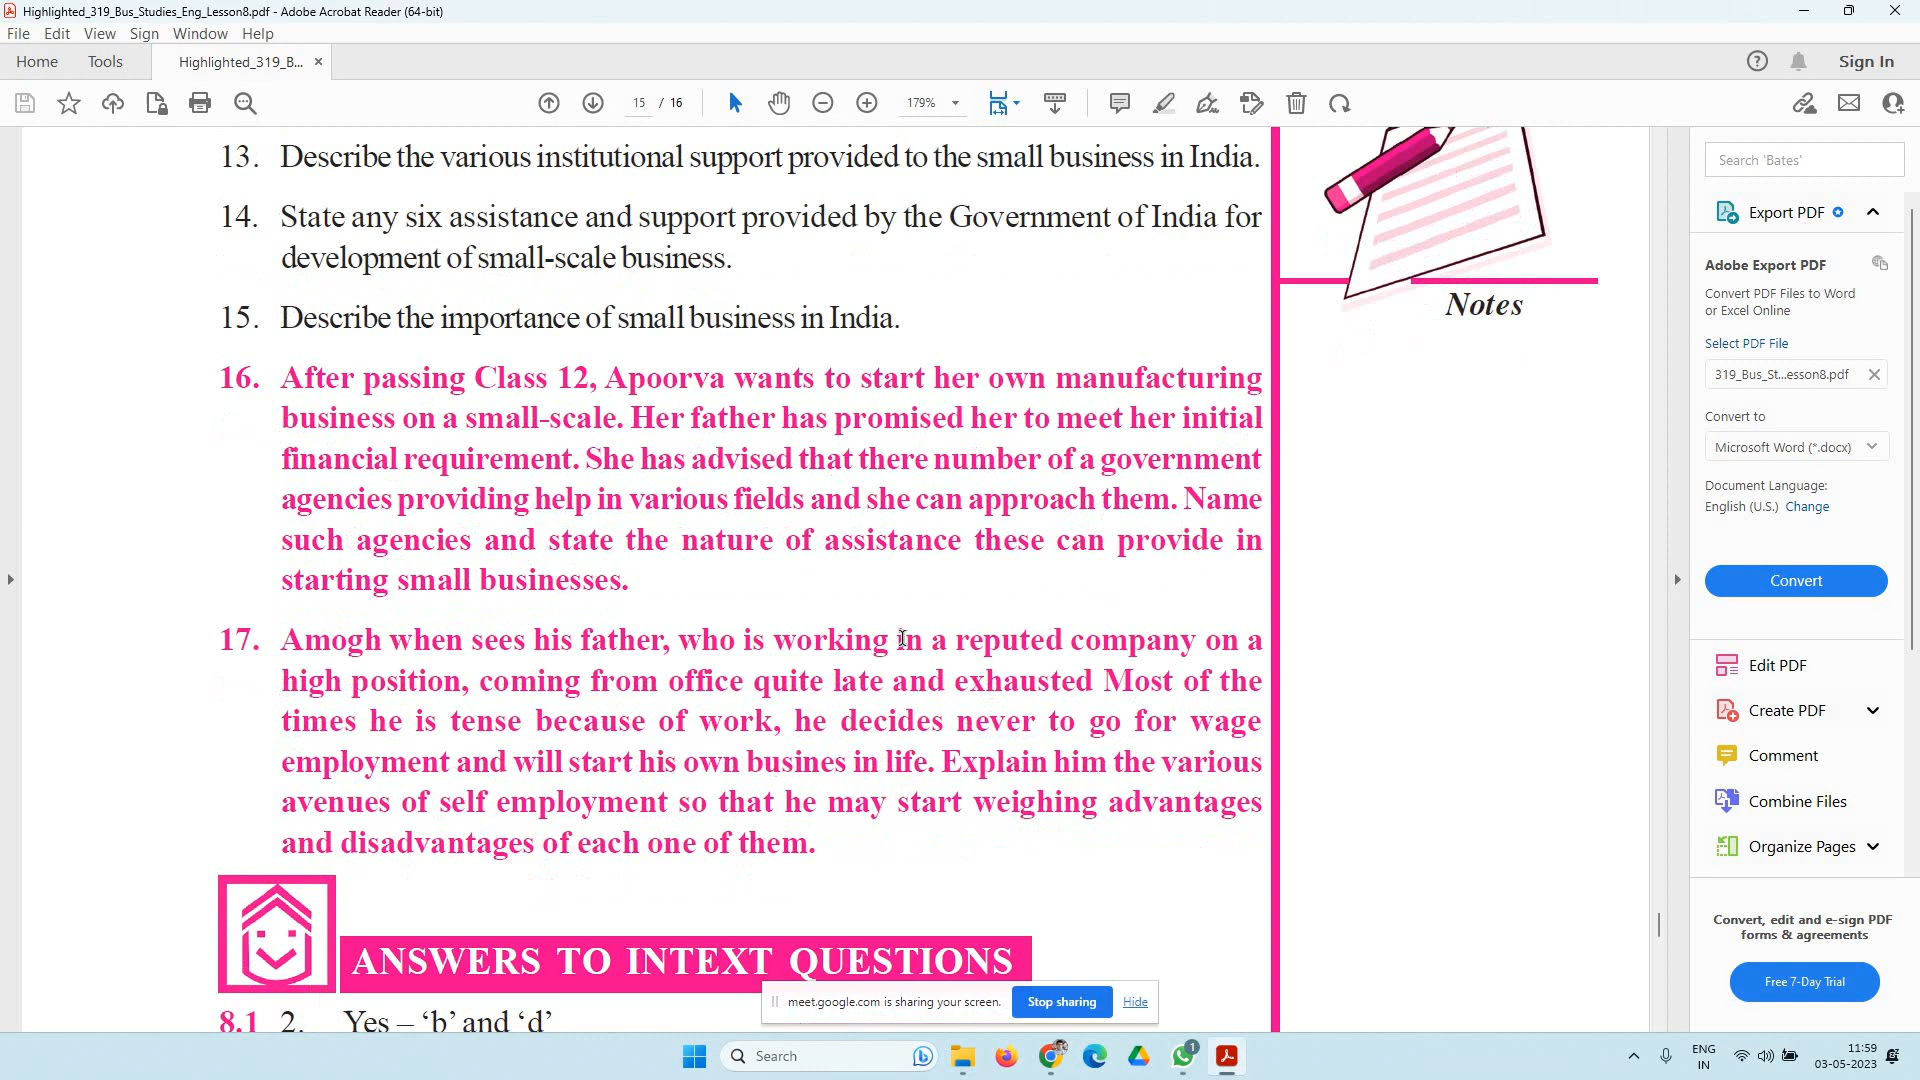 Highlighted_319_Bus_Studies_Eng_Lesson8.pdf - Adobe Acrobat Reader (64-bit)
File Edit View Sign Window Help
Home Tools Highlighted_319_B... × Sign In
15 / 16 179%
13. Describe the various institutional support provided to the small business in India.
14. State any six assistance and support provided by the Government of India for
development of small-scale business.
15. Describe the importance of small business in India.
16. After passing Class 12, Apoorva wants to start her own manufacturing
business on a small-scale. Her father has promised her to meet her initial
financial requirement. She has advised that there number of a government
agencies providing help in various fields and she can approach them. Name
such agencies and state the nature of assistance these can provide in
starting small businesses.
17. Amogh when sees his father, who is working in a reputed company on a
high position, coming from office quite late and exhausted Most of the
times he is tense because of work, he decides never to go for wage
employment and will start his own busines in life. Explain him the various
avenues of self employment so that he may start weighing advantages
and disadvantages of each one of them.
ANSWERS TO INTEXT QUESTIONS
8.1 2. Yes – ‘b’ and ‘d’
Notes
Search 'Bates'
Export PDF
Adobe Export PDF
Convert PDF Files to Word
or Excel Online
Select PDF File
319_Bus_St...esson8.pdf
Convert to
Microsoft Word (*.docx)
Document Language:
English (U.S.) Change
Convert
Edit PDF
Create PDF
Comment
Combine Files
Organize Pages
Convert, edit and e-sign PDF
forms & agreements
Free 7-Day Trial
meet.google.com is sharing your screen. Stop sharing Hide
Search
1
ENG
IN
11:59
03-05-2023